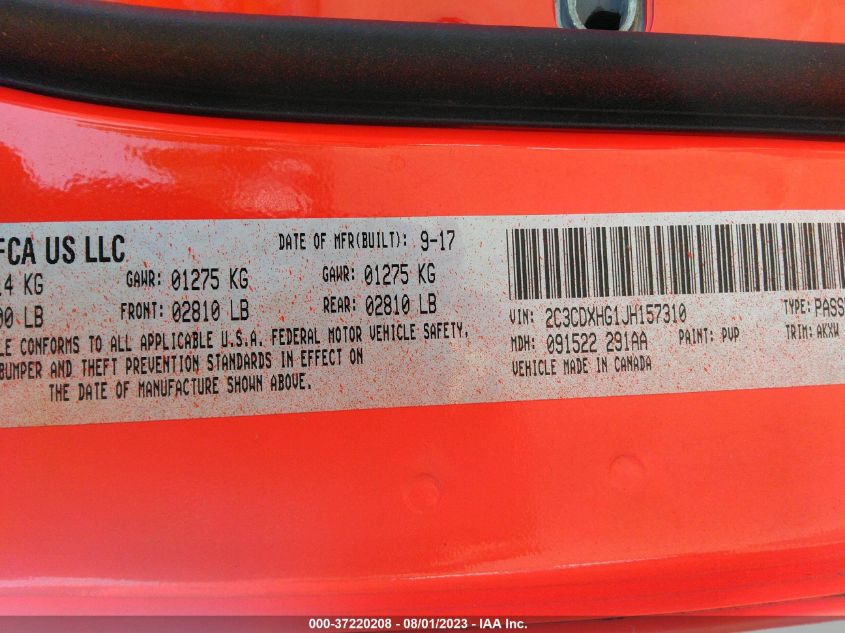 FCA US LLC
DATE OF MFR(BUILT): 9-17
KG GAWR: 01275 KG GAWR: 01275 KG
LB FRONT: 02810 LB REAR: 02810 LB
CONFORMS TO ALL APPLICABLE U.S.A. FEDERAL MOTOR VEHICLE SAFETY,
BUMPER AND THEFT PREVENTION STANDARDS IN EFFECT ON
THE DATE OF MANUFACTURE SHOWN ABOVE.
VIN: 2C3CDXHG1JH157310 TYPE: PASS
MDH: 091522 291AA PAINT: PVP TRIM: AKXW
VEHICLE MADE IN CANADA
000-37220208 - 08/01/2023 - IAA Inc.